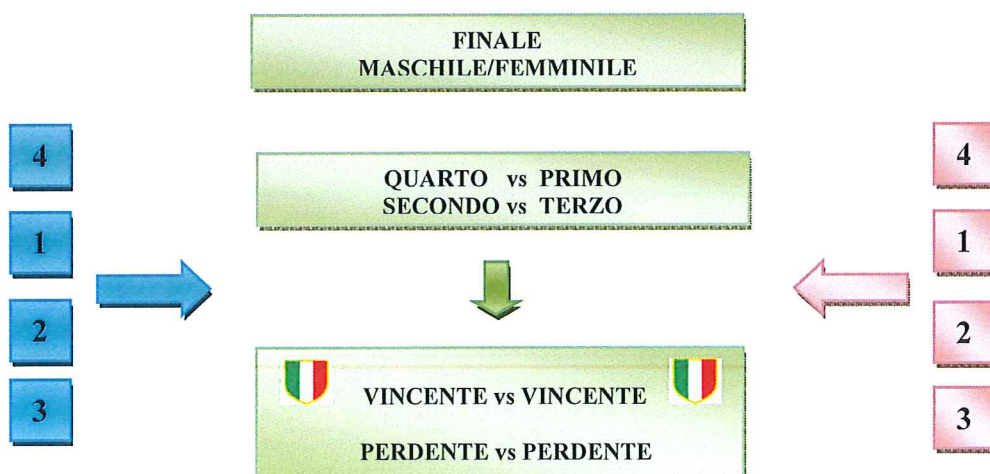 FINALE
MASCHILE/FEMMINILE
4
1
2
3
QUARTO vs PRIMO
SECONDO vs TERZO
4
1
2
3
VINCENTE vs VINCENTE
PERDENTE vs PERDENTE